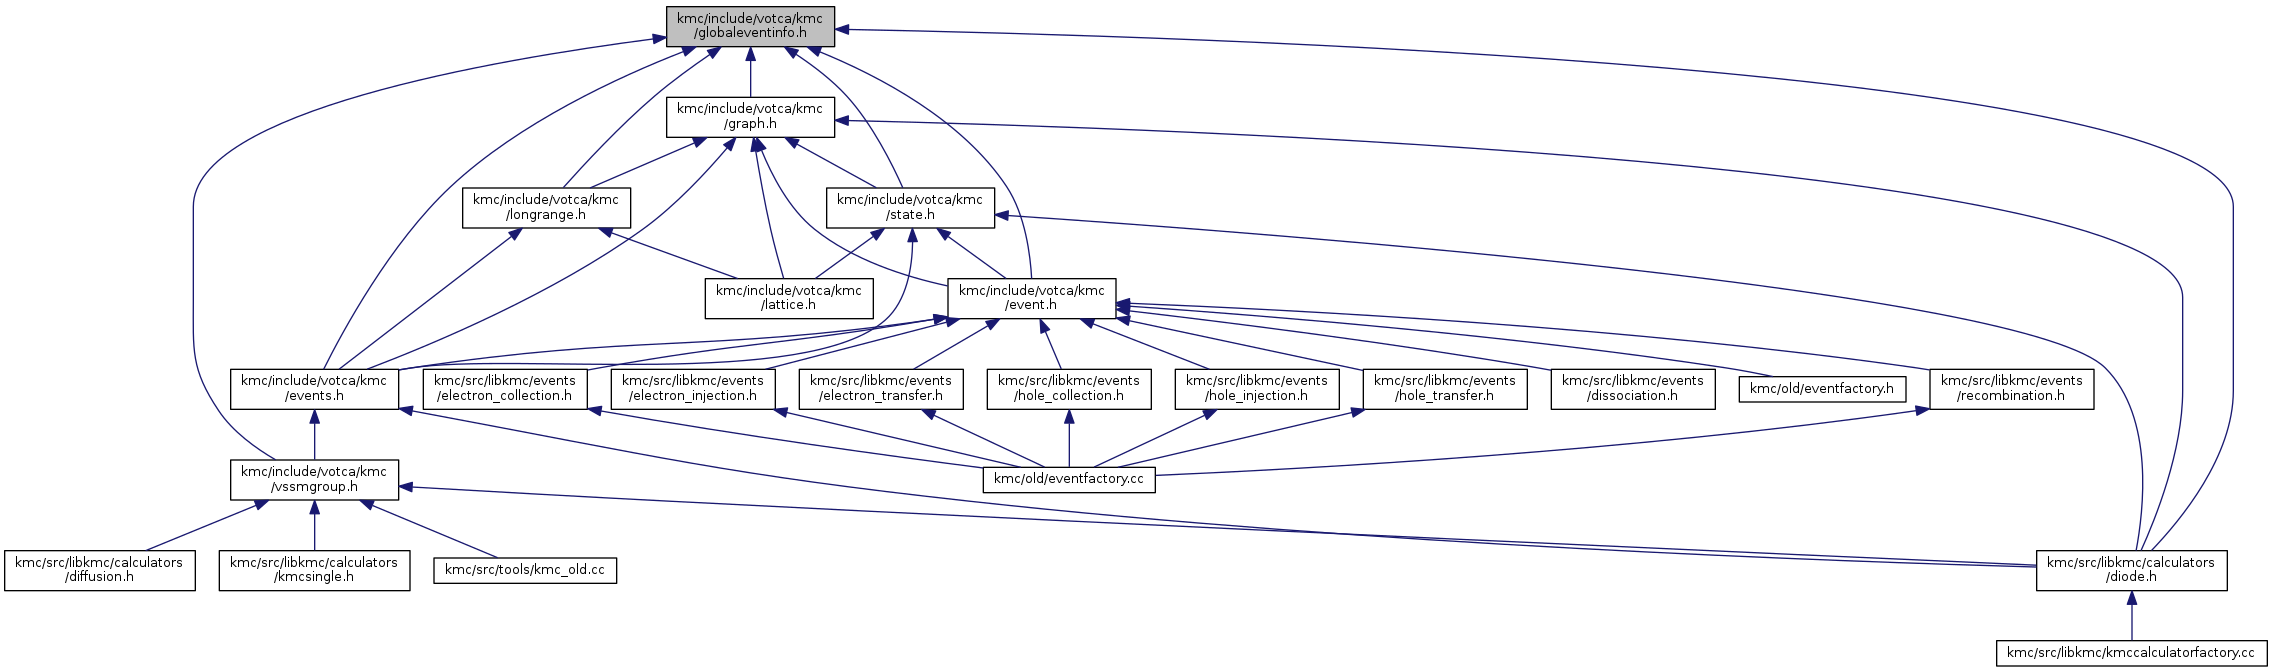 kmc/include/votca/kmc
/globaleventinfo.h
kmc/include/votca/kmc
/graph.h
kmc/include/votca/kmc
/longrange.h
kmc/include/votca/kmc
/state.h
kmc/include/votca/kmc
/lattice.h
kmc/include/votca/kmc
/event.h
kmc/include/votca/kmc
/events.h
kmc/src/libkmc/events
/electron_collection.h
kmc/src/libkmc/events
/electron_injection.h
kmc/src/libkmc/events
/electron_transfer.h
kmc/src/libkmc/events
/hole_collection.h
kmc/src/libkmc/events
/hole_injection.h
kmc/src/libkmc/events
/hole_transfer.h
kmc/src/libkmc/events
/dissociation.h
kmc/old/eventfactory.h
kmc/src/libkmc/events
/recombination.h
kmc/include/votca/kmc
/vssmgroup.h
kmc/old/eventfactory.cc
kmc/src/libkmc/calculators
/diffusion.h
kmc/src/libkmc/calculators
/kmcsingle.h
kmc/src/tools/kmc_old.cc
kmc/src/libkmc/calculators
/diode.h
kmc/src/libkmc/kmccalculatorfactory.cc